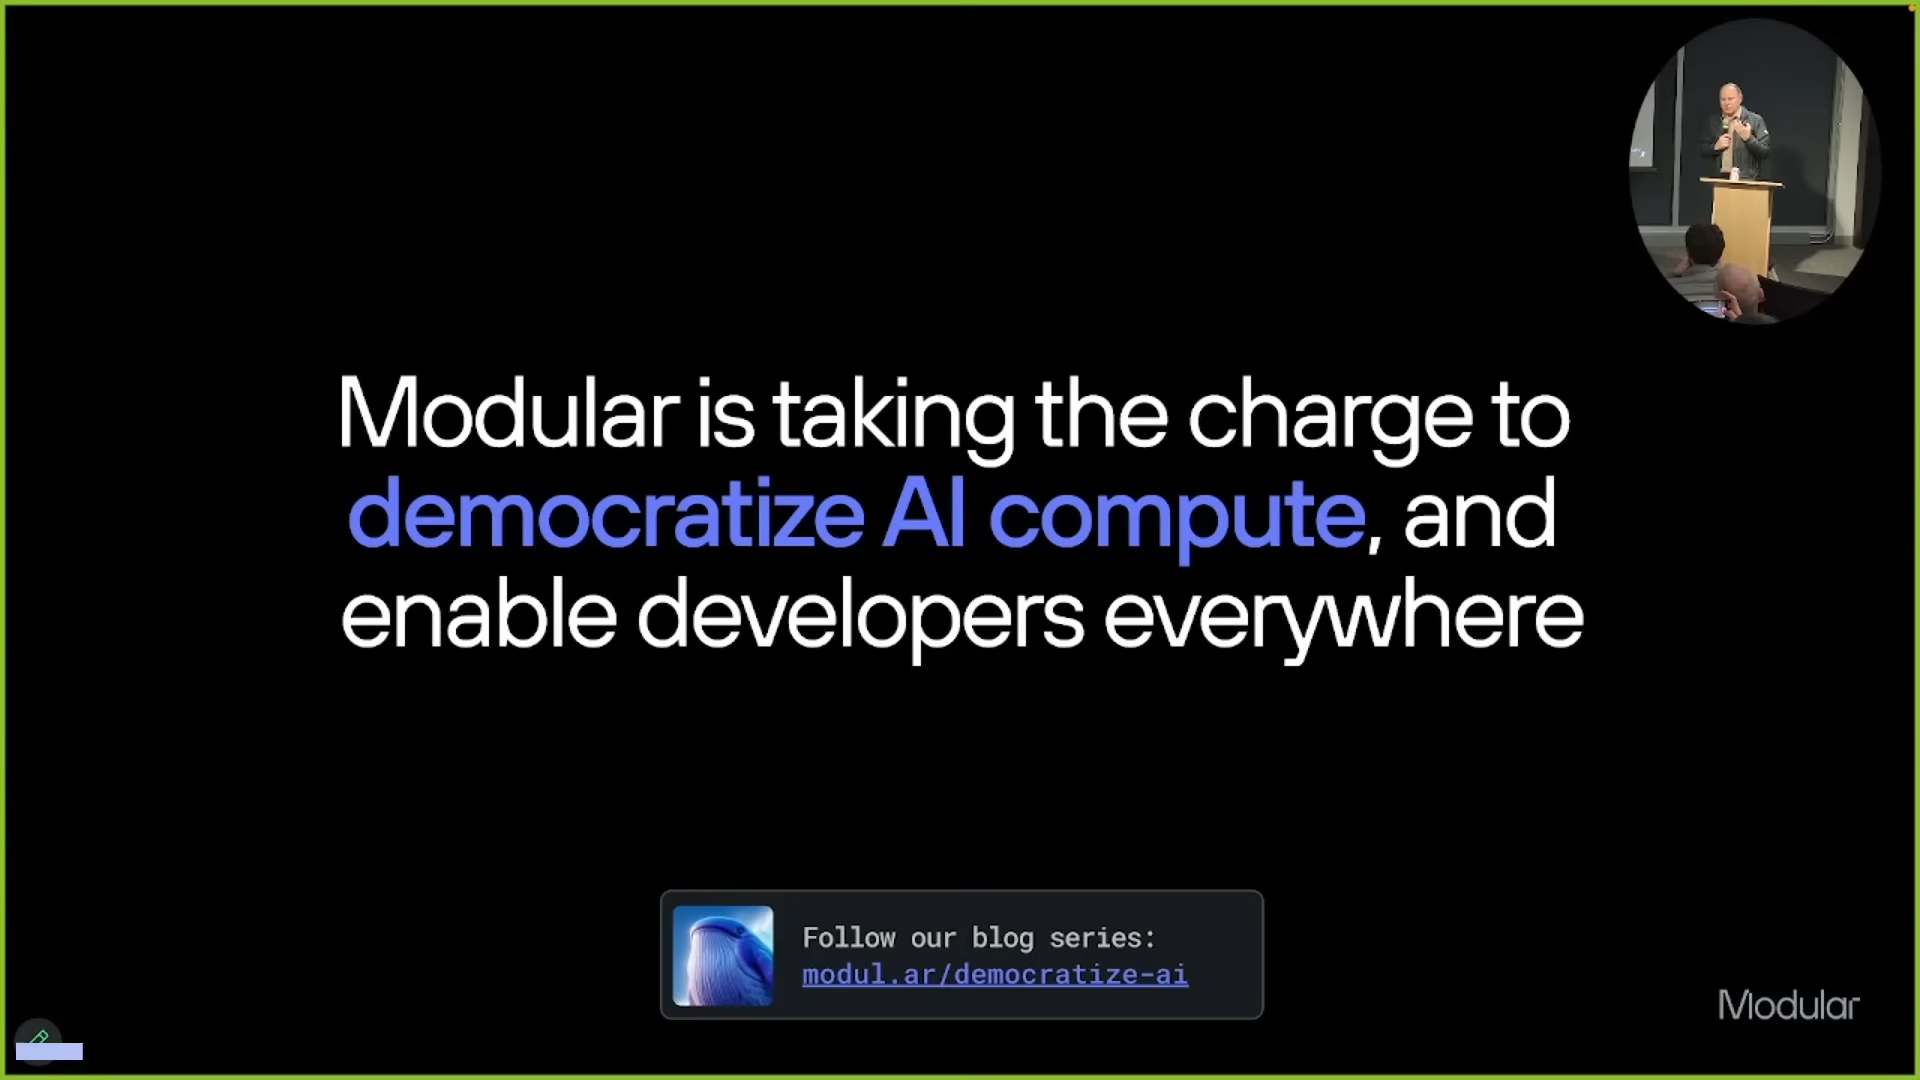 Modular is taking the charge to
democratize AI compute, and
enable developers everywhere
Follow our blog series:
modul.ar/democratize-ai
Modular